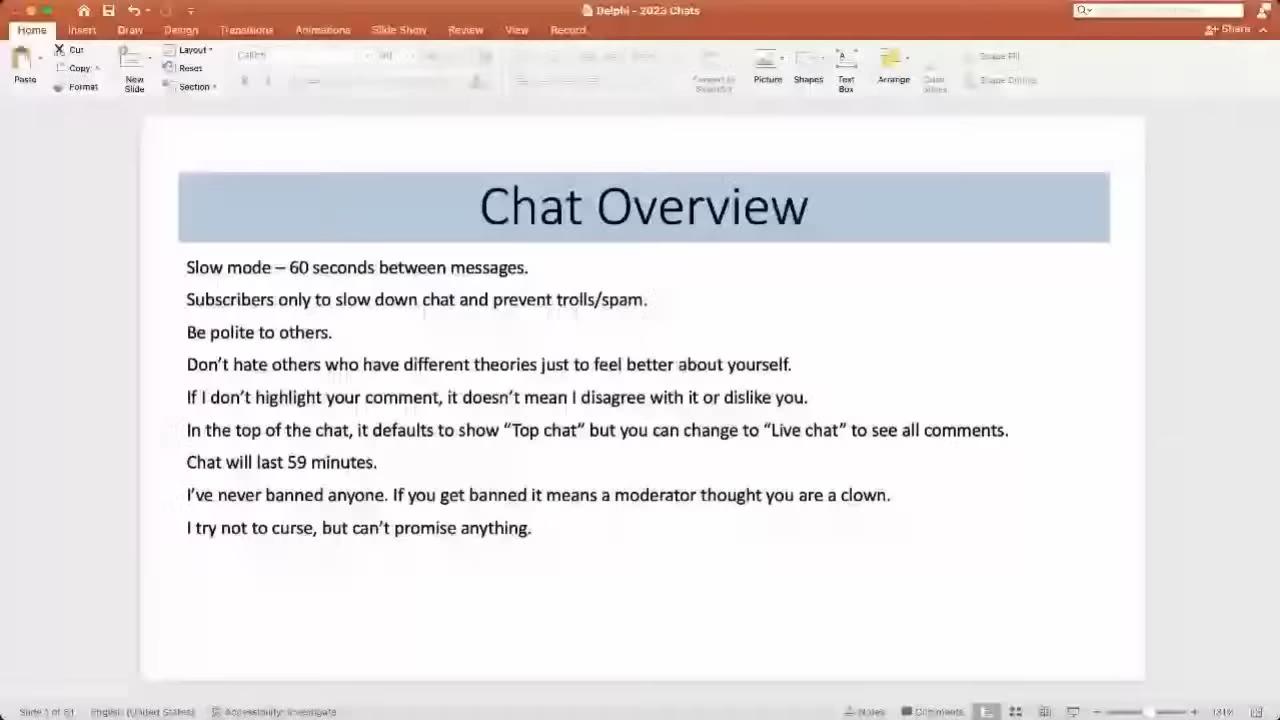 Delphi - 2023 Chats
Home Insert Draw Design Transitions Animations Slide Show Review View Record
Share
Paste
Cut
Copy
Format
New
Slide
Layout
Reset
Section
Picture
Shapes
Text
Box
Arrange
Chat Overview
Slow mode – 60 seconds between messages.
Subscribers only to slow down chat and prevent trolls/spam.
Be polite to others.
Don’t hate others who have different theories just to feel better about yourself.
If I don’t highlight your comment, it doesn’t mean I disagree with it or dislike you.
In the top of the chat, it defaults to show “Top chat” but you can change to “Live chat” to see all comments.
Chat will last 59 minutes.
I’ve never banned anyone. If you get banned it means a moderator thought you are a clown.
I try not to curse, but can’t promise anything.
English (United States)
Accessibility: Investigate
Notes
Comments